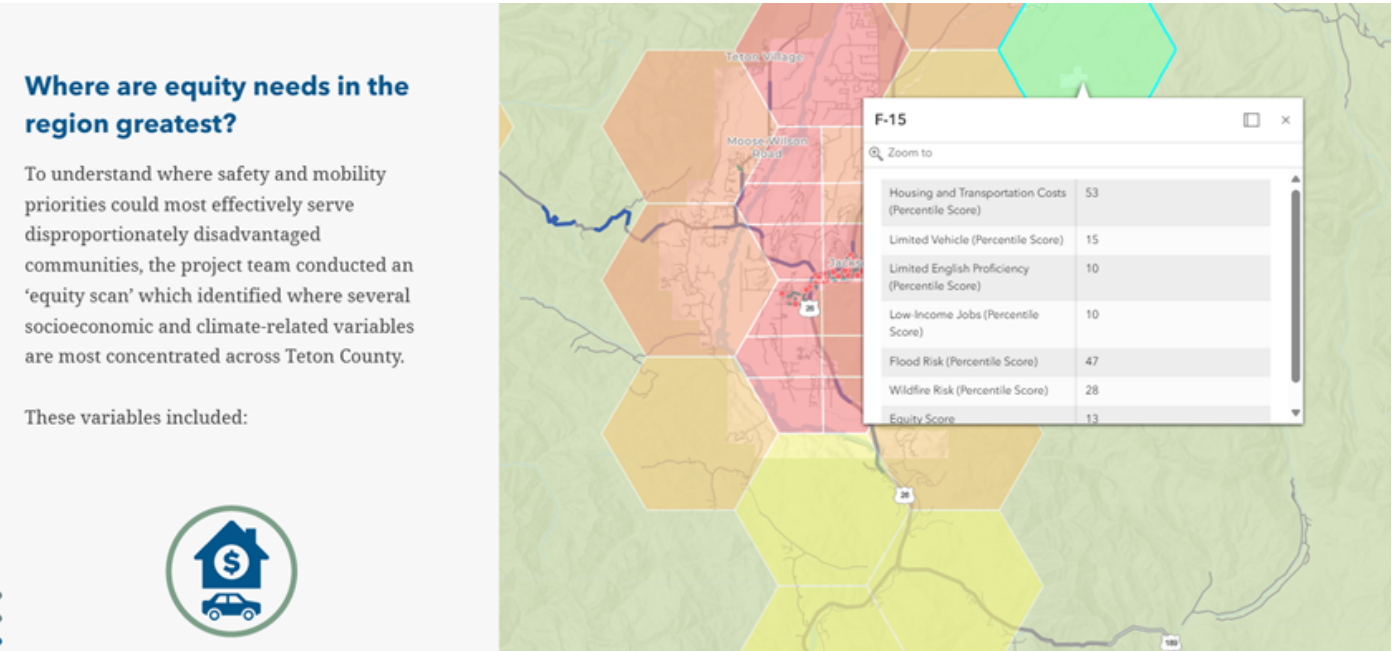 Where are equity needs in the
region greatest?
To understand where safety and mobility
priorities could most effectively serve
disproportionately disadvantaged
communities, the project team conducted an
‘equity scan’ which identified where several
socioeconomic and climate-related variables
are most concentrated across Teton County.
These variables included:
$
Teton Village
Moose-Wilson
Road
26
26
189
F-15
Zoom to
Housing and Transportation Costs
(Percentile Score)
53
Limited Vehicle (Percentile Score) 15
Limited English Proficiency
(Percentile Score)
10
Low-Income Jobs (Percentile
Score)
10
Flood Risk (Percentile Score) 47
Wildfire Risk (Percentile Score) 28
Equity Score 13